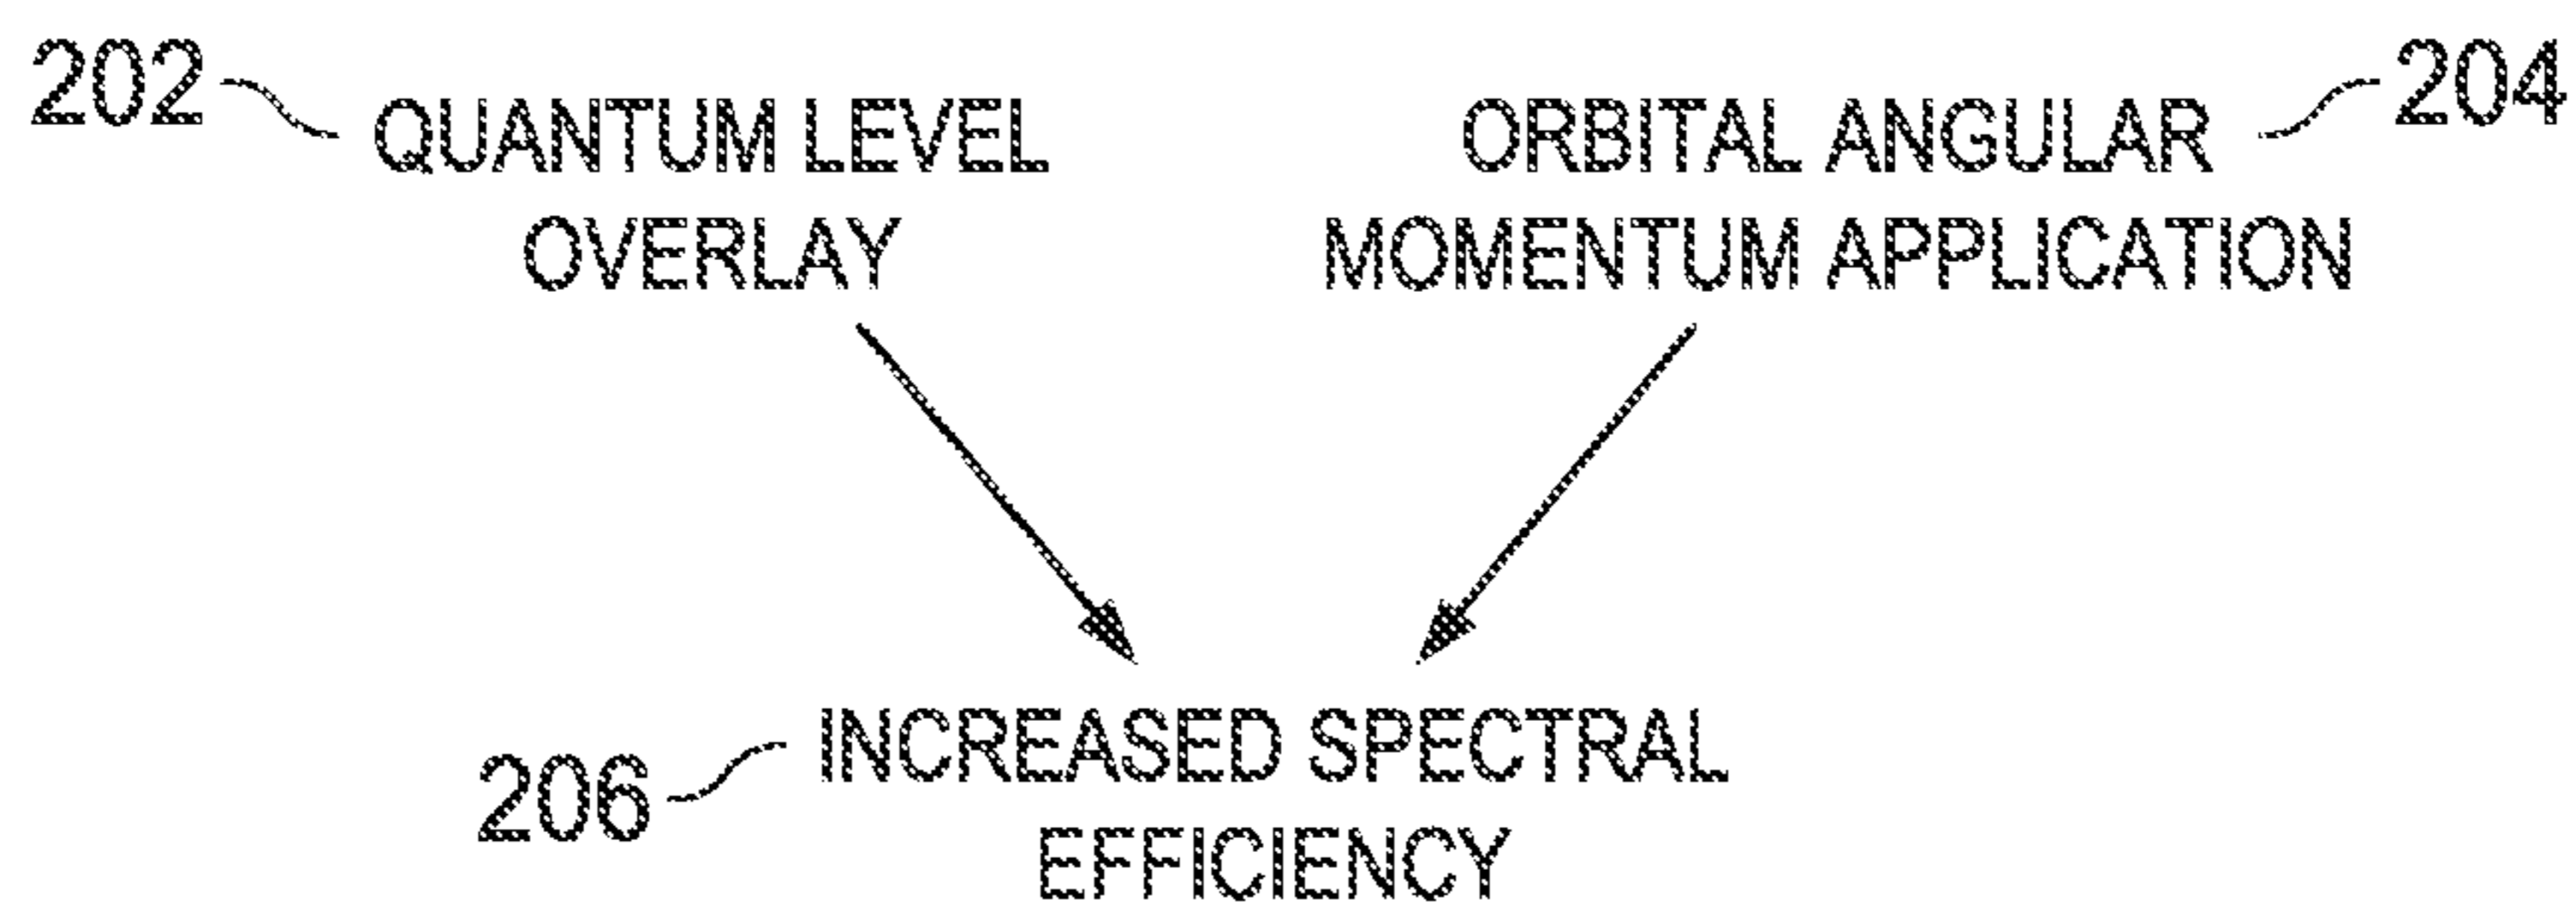 202
QUANTUM LEVEL
OVERLAY
ORBITAL ANGULAR
MOMENTUM APPLICATION
204
206
INCREASED SPECTRAL
EFFICIENCY